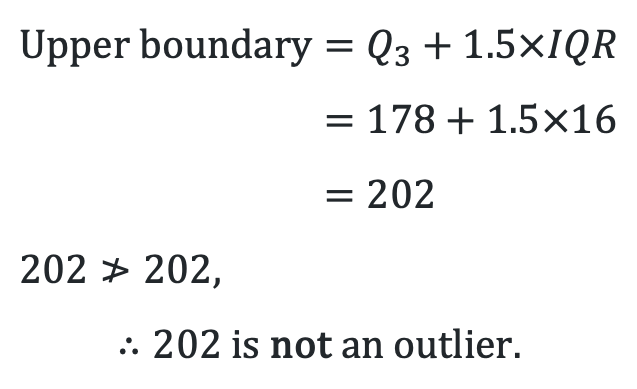 Upper boundary = Q₃ + 1.5×IQR
= 178 + 1.5×16
= 202
202 ≯ 202,
∴ 202 is not an outlier.